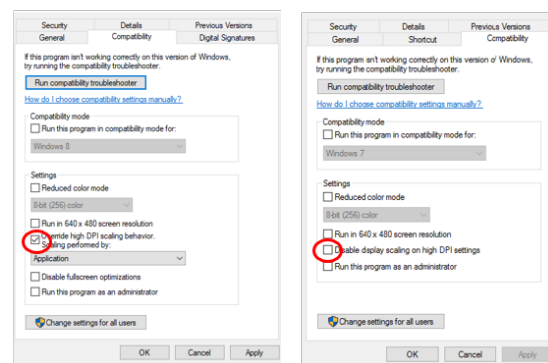 Security Details Previous Versions
General Compatibility Digital Signatures
If this program isn't working correctly on this version of Windows,
try running the compatibility troubleshooter.
Run compatibility troubleshooter
How do I choose compatibility settings manually?
Compatibility mode
Run this program in compatibility mode for:
Windows 8
Settings
Reduced color mode
8-bit (256) color
Run in 640 x 480 screen resolution
Override high DPI scaling behavior.
Scaling performed by:
Application
Disable fullscreen optimizations
Run this program as an administrator
Change settings for all users
OK Cancel Apply
Security Details Previous Versions
General Shortcut Compatibility
If this program isn't working correctly on this version of Windows,
try running the compatibility troubleshooter.
Run compatibility troubleshooter
How do I choose compatibility settings manually?
Compatibility mode
Run this program in compatibility mode for:
Windows 7
Settings
Reduced color mode
8-bit (256) color
Run in 640 x 480 screen resolution
Disable display scaling on high DPI settings
Run this program as an administrator
Change settings for all users
OK Cancel Apply